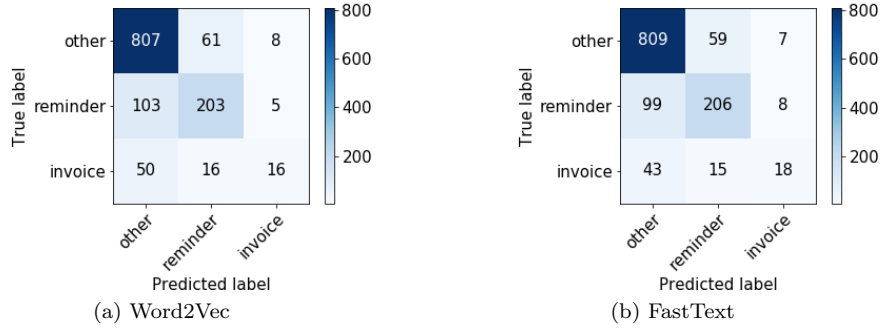 True label
other
reminder
invoice
807 61 8
103 203 5
50 16 16
other reminder invoice
Predicted label
800
600
400
200
(a) Word2Vec
True label
other
reminder
invoice
809 59 7
99 206 8
43 15 18
other reminder invoice
Predicted label
800
600
400
200
(b) FastText